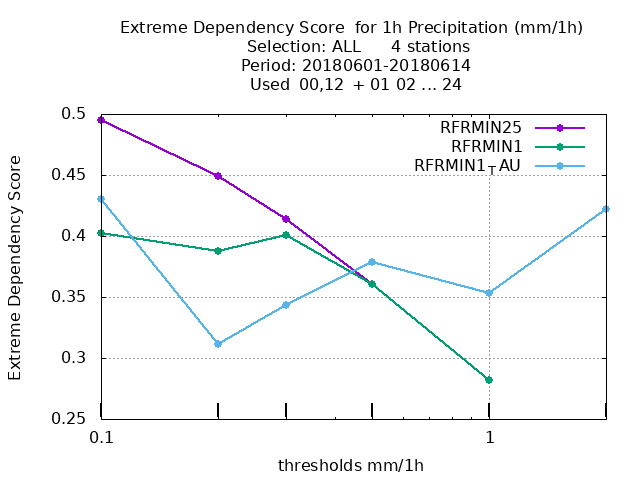 Extreme Dependency Score  for 1h Precipitation (mm/1h)
Selection: ALL      4 stations
Period: 20180601-20180614
Used  00,12  + 01 02 ... 24
RFRMIN25
RFRMIN1
RFRMIN1TAU
0.5
0.45
0.4
0.35
0.3
0.25
Extreme Dependency Score
0.1
1
thresholds mm/1h